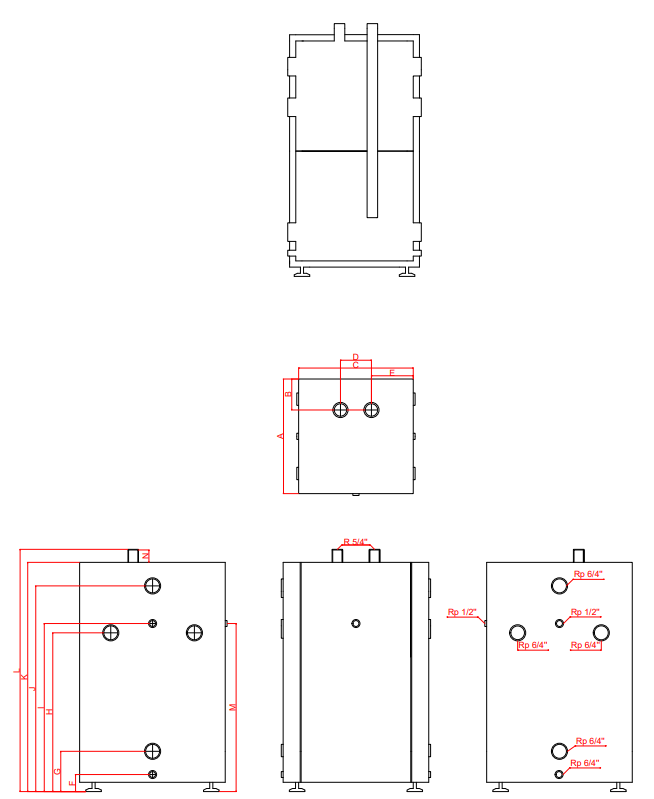 D
C
E
B
A
R 5/4"
N
Rp 6/4"
Rp 1/2"
Rp 1/2"
Rp 6/4"
Rp 6/4"
L
K
J
I
H
M
G
F
Rp 6/4"
Rp 6/4"